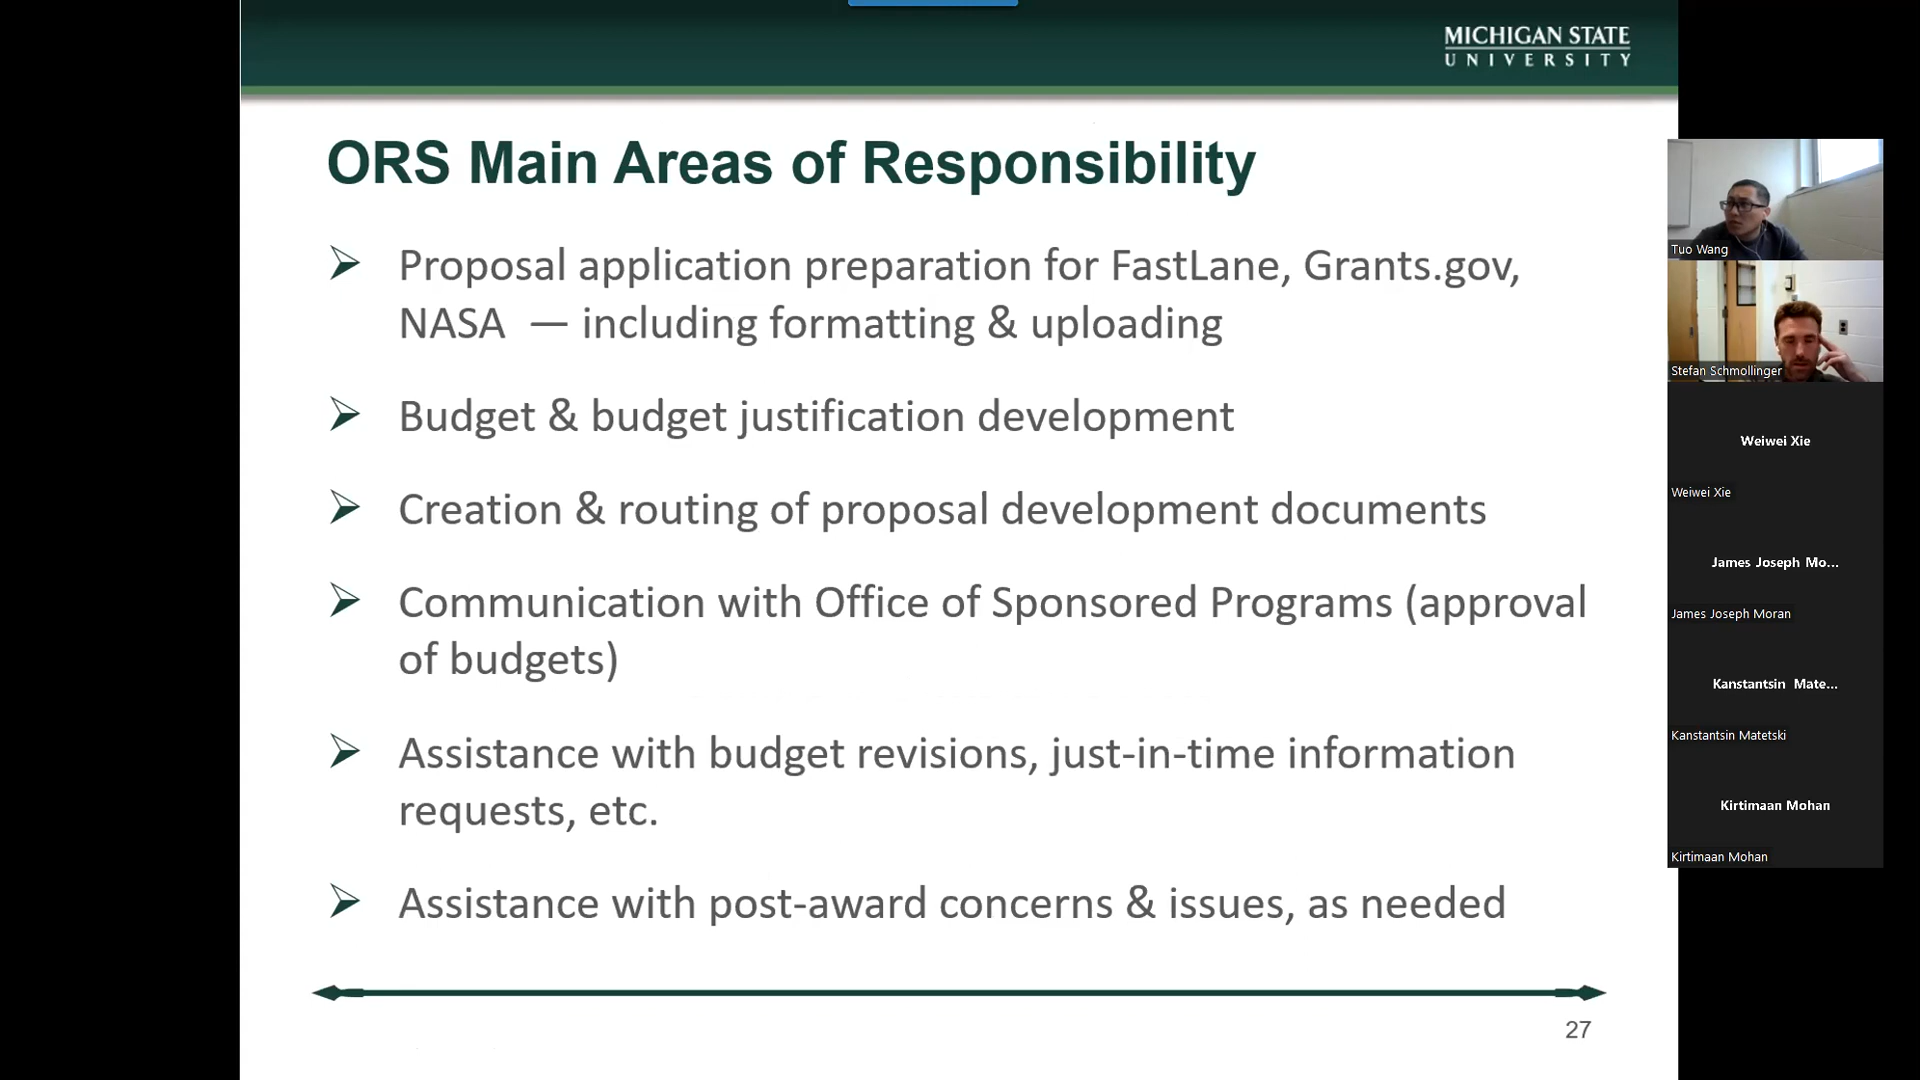 MICHIGAN STATE
UNIVERSITY
ORS Main Areas of Responsibility
Proposal application preparation for FastLane, Grants.gov,
NASA — including formatting & uploading
Budget & budget justification development
Creation & routing of proposal development documents
Communication with Office of Sponsored Programs (approval
of budgets)
Assistance with budget revisions, just-in-time information
requests, etc.
Assistance with post-award concerns & issues, as needed
27
Tuo Wang
Stefan Schmollinger
Weiwei Xie
Weiwei Xie
James Joseph Mo...
James Joseph Moran
Kanstantsin Mate...
Kanstantsin Matetski
Kirtimaan Mohan
Kirtimaan Mohan